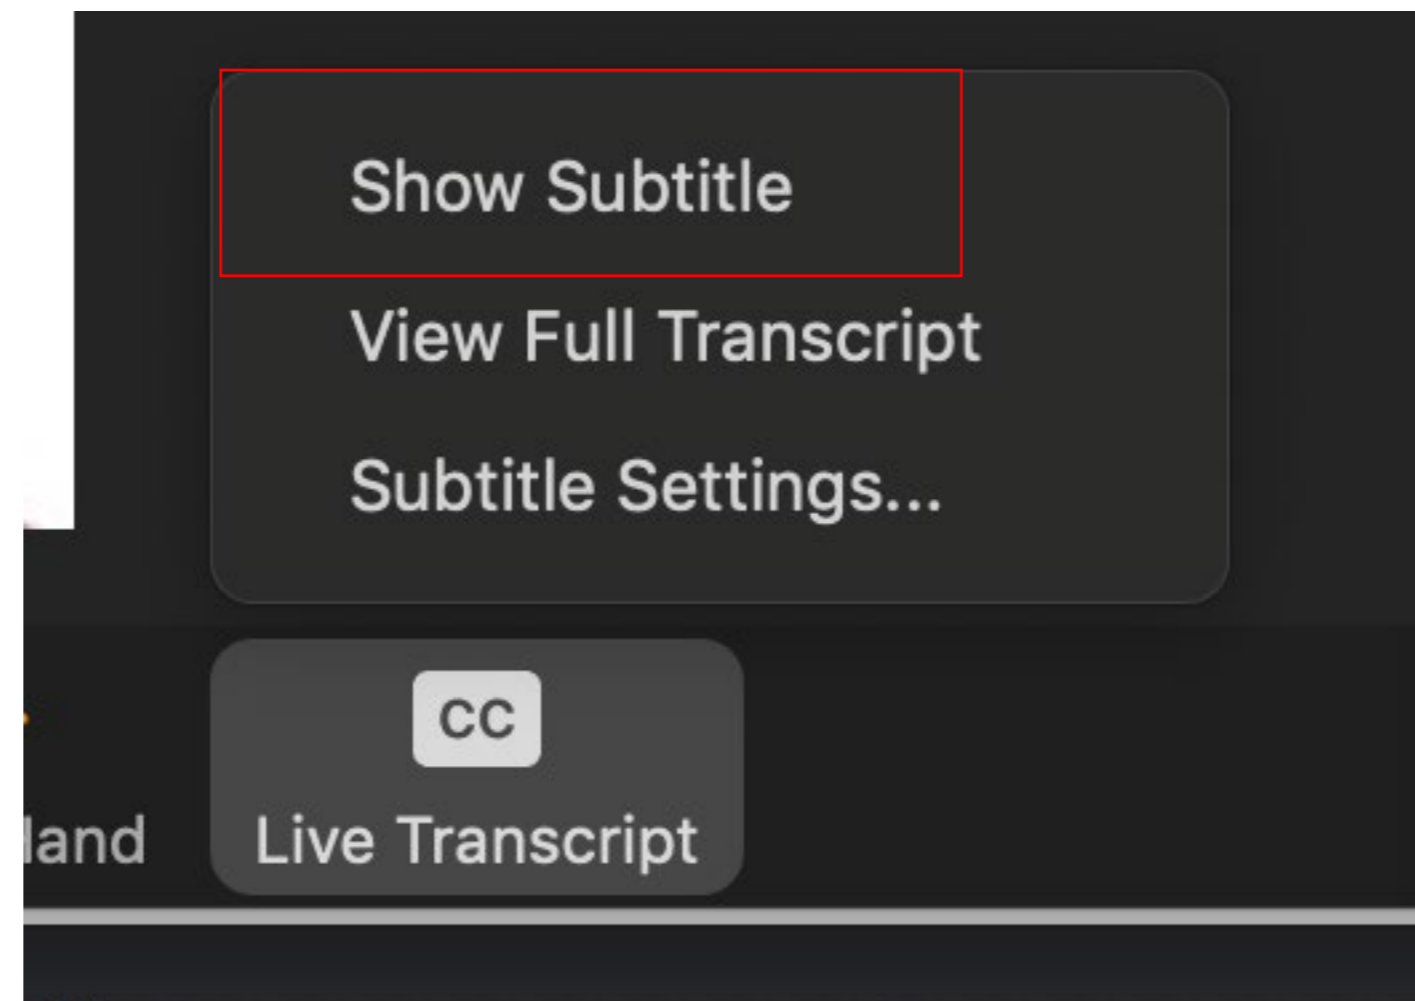 Show Subtitle
View Full Transcript
Subtitle Settings...
CC
Live Transcript